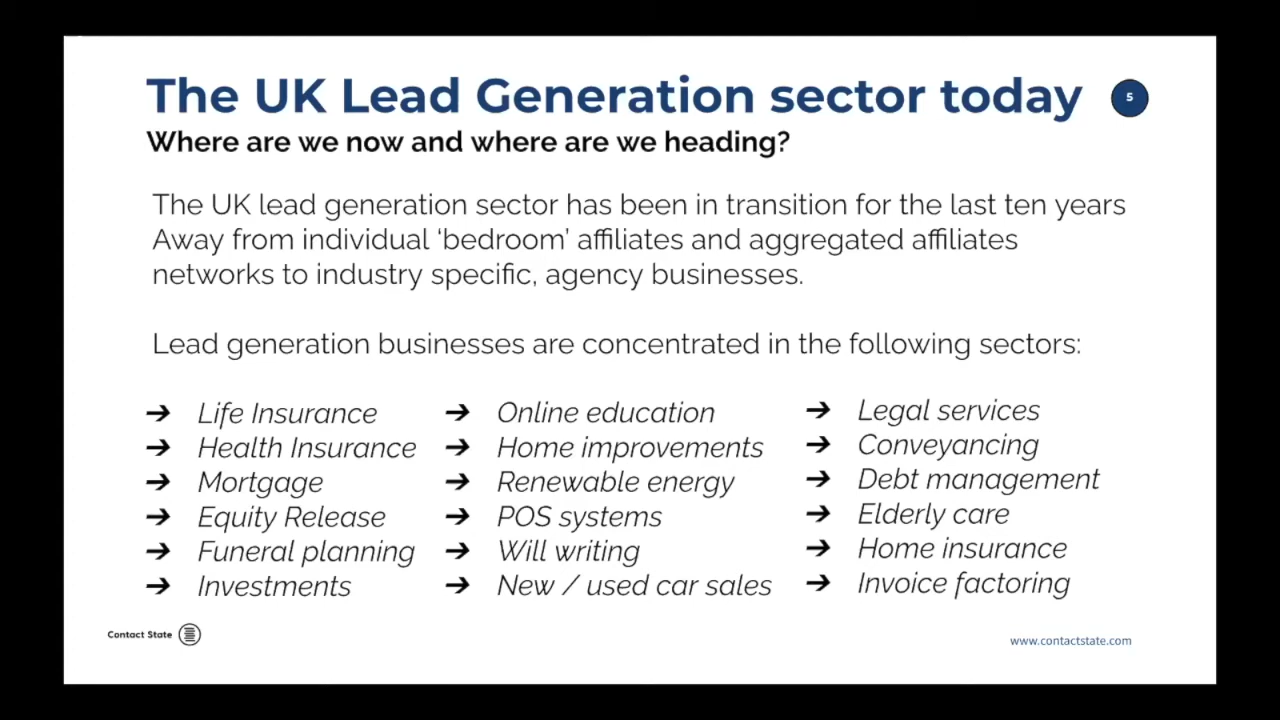 The UK Lead Generation sector today
5
Where are we now and where are we heading?
The UK lead generation sector has been in transition for the last ten years
Away from individual ‘bedroom’ affiliates and aggregated affiliates
networks to industry specific, agency businesses.
Lead generation businesses are concentrated in the following sectors:
➔ Life Insurance
➔ Health Insurance
➔ Mortgage
➔ Equity Release
➔ Funeral planning
➔ Investments
➔ Online education
➔ Home improvements
➔ Renewable energy
➔ POS systems
➔ Will writing
➔ New / used car sales
➔ Legal services
➔ Conveyancing
➔ Debt management
➔ Elderly care
➔ Home insurance
➔ Invoice factoring
Contact State
www.contactstate.com